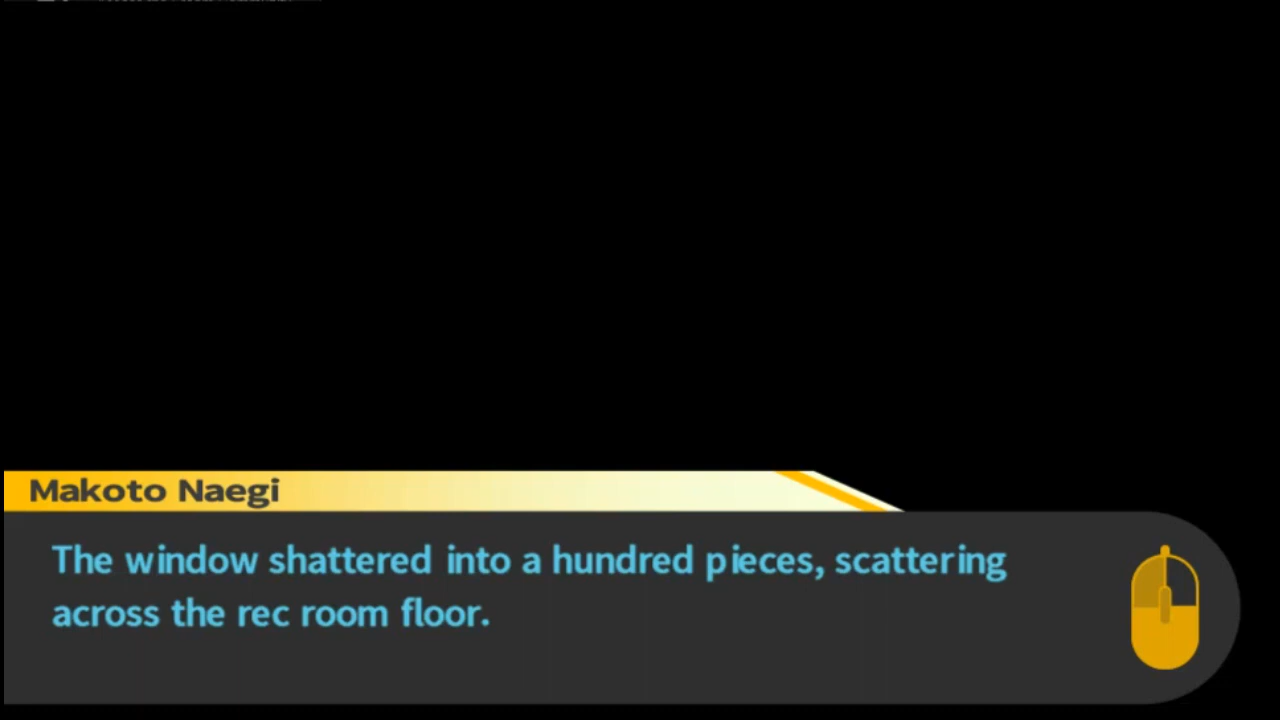 Makoto Naegi
The window shattered into a hundred pieces, scattering
across the rec room floor.